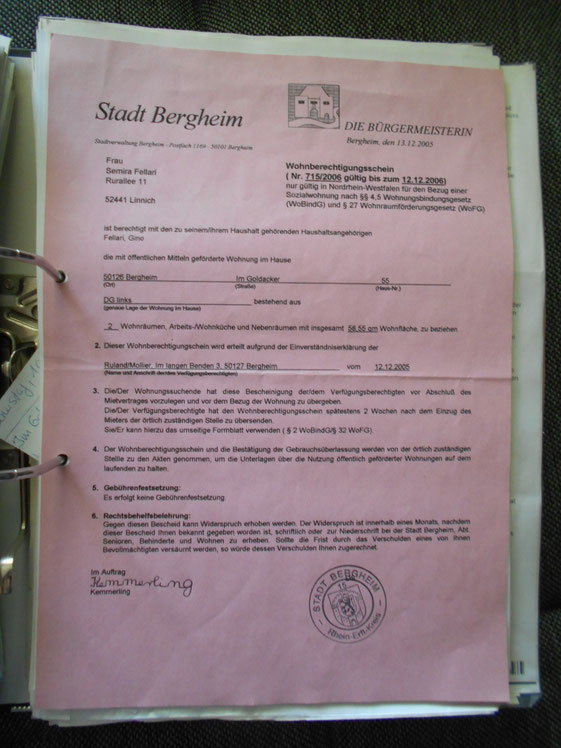 Stadt Bergheim
DIE BÜRGERMEISTERIN
Bergheim, den 13.12.2005
Stadtverwaltung Bergheim - Postfach 1169 - 50101 Bergheim
Frau
Semira Fellari
Rurallee 11
52441 Linnich
Wohnberechtigungsschein
( Nr. 715/2006 gültig bis zum 12.12.2006)
nur gültig in Nordrhein-Westfalen für den Bezug einer
Sozialwohnung nach §§ 4,5 Wohnungsbindungsgesetz
(WoBindG) und § 27 Wohnraumförderungsgesetz (WoFG)
ist berechtigt mit den zu seinem/ihrem Haushalt gehörenden Haushaltsangehörigen
Fellari, Gino
die mit öffentlichen Mitteln geförderte Wohnung im Hause
50126 Bergheim Im Goldacker 55
(Ort) (Straße) (Haus-Nr.)
DG links bestehend aus
(genaue Lage der Wohnung im Hause)
2 Wohnräumen, Arbeits-/Wohnküche und Nebenräumen mit insgesamt 58,55 qm Wohnfläche, zu beziehen.
2. Dieser Wohnberechtigungsschein wird erteilt aufgrund der Einverständniserklärung der
Ruland/Mollier, Im langen Benden 3, 50127 Bergheim vom 12.12.2005
(Name und Anschrift der/des Verfügungsberechtigten)
3. Die/Der Wohnungssuchende hat diese Bescheinigung der/dem Verfügungsberechtigten vor Abschluß des
Mietvertrages vorzulegen und vor dem Bezug der Wohnung zu übergeben.
Die/Der Verfügungsberechtigte hat den Wohnberechtigungsschein spätestens 2 Wochen nach dem Einzug des
Mieters der örtlich zuständigen Stelle zu übersenden.
Sie/Er kann hierzu das umseitige Formblatt verwenden ( § 2 WoBindG/§ 32 WoFG).
4. Der Wohnberechtigungsschein und die Bestätigung der Gebrauchsüberlassung werden von der örtlich zuständigen
Stelle zu den Akten genommen, um die Unterlagen über die Nutzung öffentlich geförderter Wohnungen auf dem
laufenden zu halten.
5. Gebührenfestsetzung:
Es erfolgt keine Gebührenfestsetzung
6. Rechtsbehelfsbelehrung:
Gegen diesen Bescheid kann Widerspruch erhoben werden. Der Widerspruch ist innerhalb eines Monats, nachdem
dieser Bescheid Ihnen bekannt gegeben worden ist, schriftlich oder zur Niederschrift bei der Stadt Bergheim, Abt.
Senioren, Behinderte und Wohnen zu erheben. Sollte die Frist durch das Verschulden eines von Ihnen
Bevollmächtigten versäumt werden, so würde dessen Verschulden Ihnen zugerechnet.
Im Auftrag
Kemmerling
Kemmerling
STADT BERGHEIM
15
Rhein-Erft-Kreis